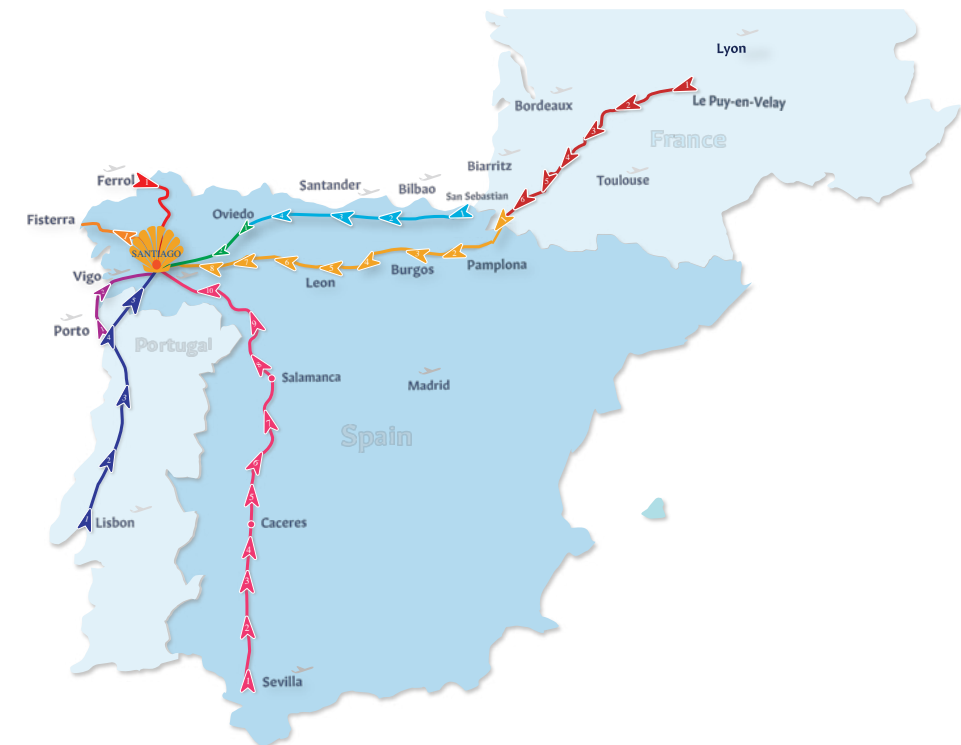 Lyon
Le Puy-en-Velay
Bordeaux
France
Biarritz
Toulouse
Ferrol
Santander
Bilbao
San Sebastian
Fisterra
Oviedo
SANTIAGO
Vigo
Leon
Burgos
Pamplona
Porto
Portugal
Salamanca
Madrid
Spain
Lisbon
Caceres
Sevilla